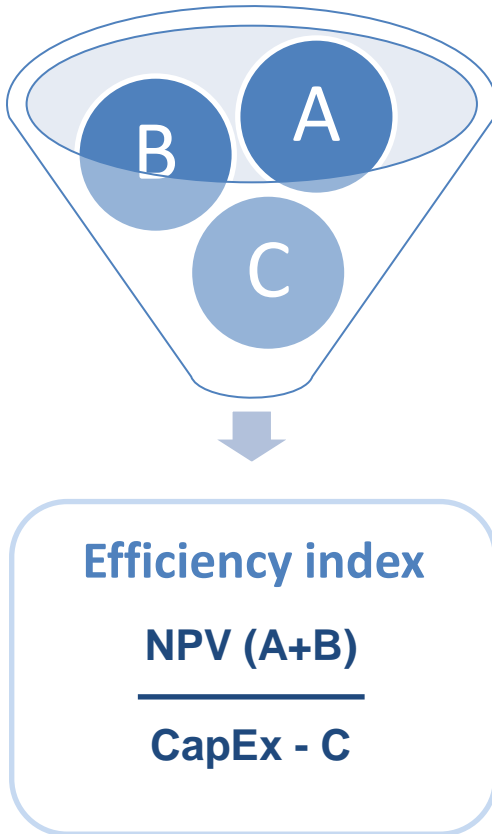 A
B
C
Efficiency index
NPV (A+B)
CapEx - C